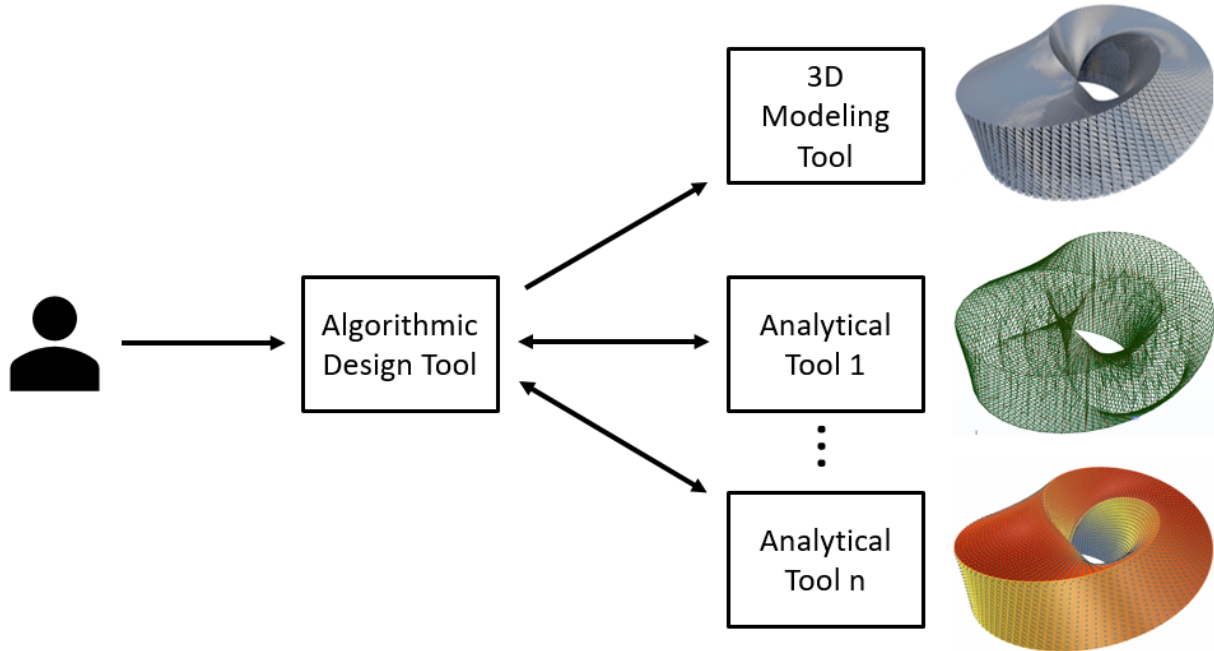 3D
Modeling
Tool
Algorithmic
Design Tool
Analytical
Tool 1
Analytical
Tool n